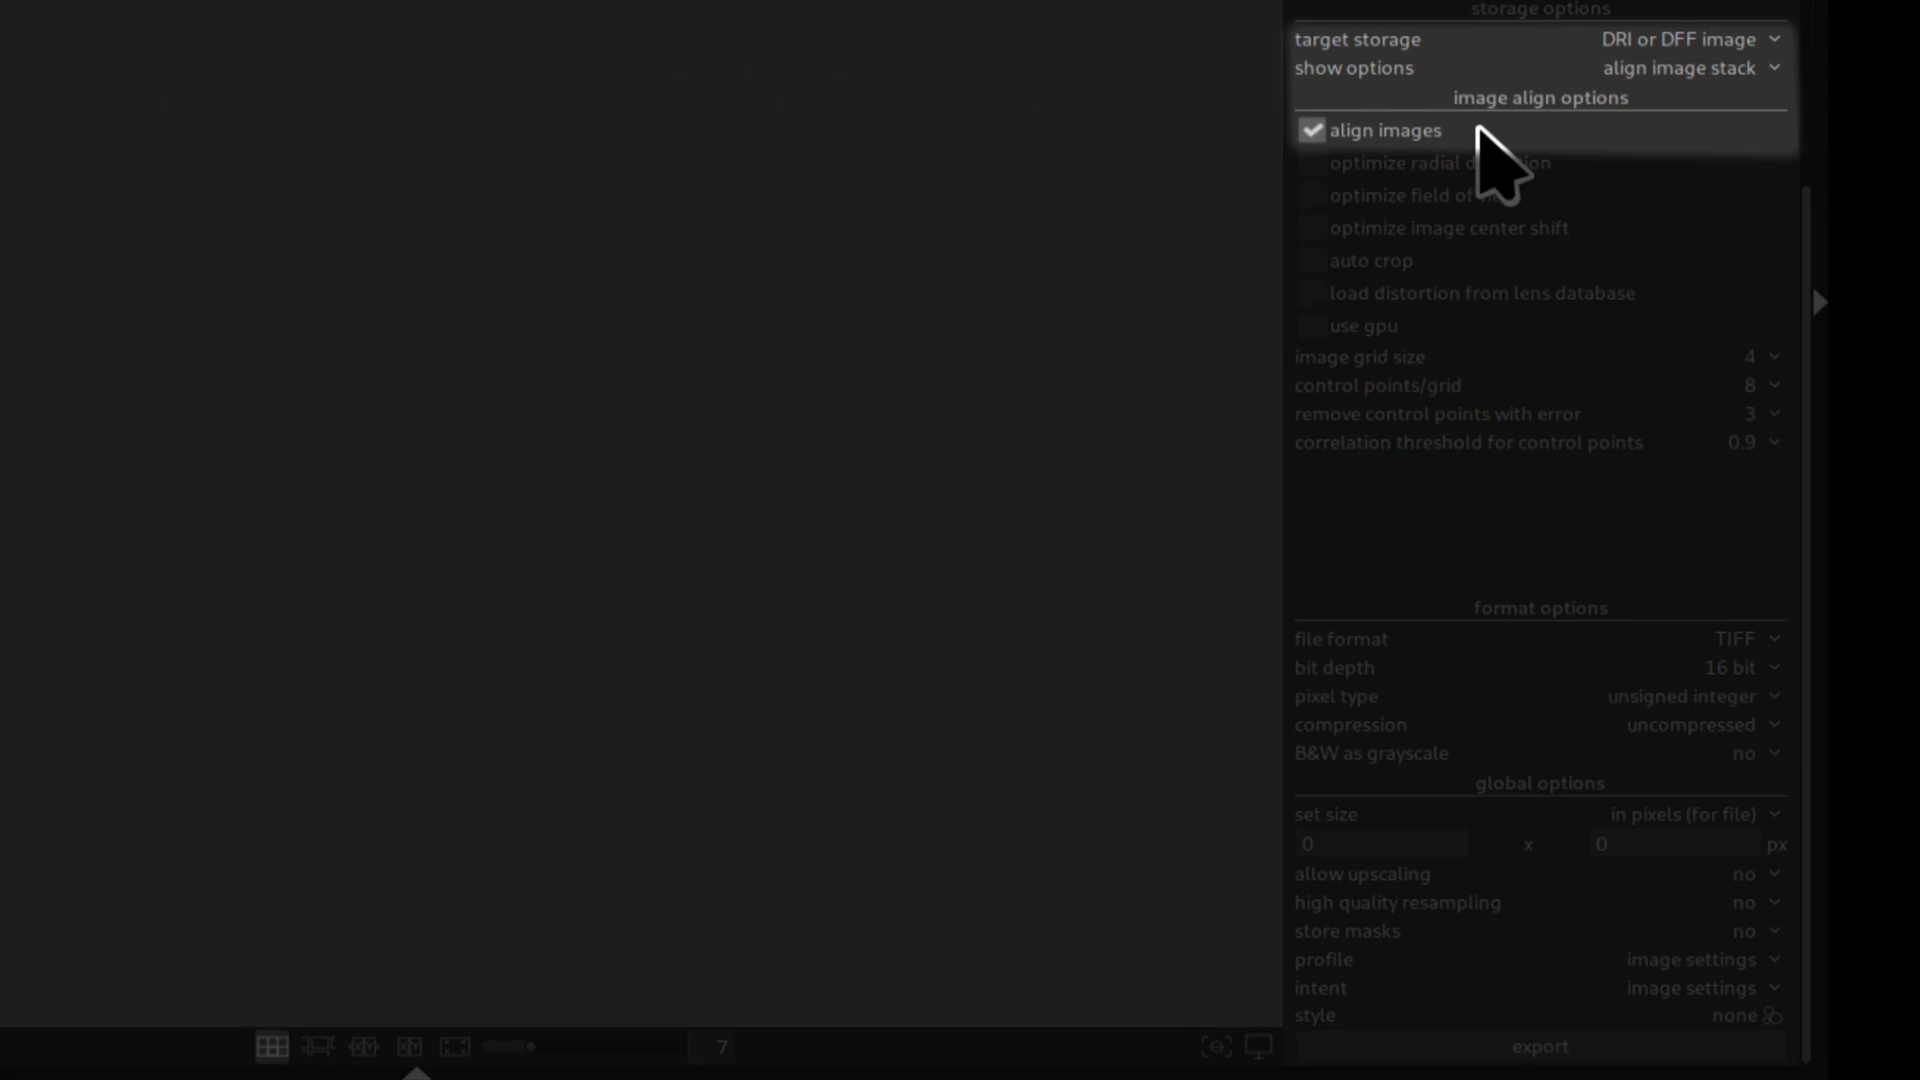 storage options
target storage DRI or DFF image
show options align image stack
image align options
align images
optimize radial
optimize field of
optimize image center shift
auto crop
load distortion from lens database
use gpu
image grid size 4
control points/grid 8
remove control points with error 3
correlation threshold for control points 0.9
format options
file format TIFF
bit depth 16 bit
pixel type unsigned integer
compression uncompressed
B&W as grayscale no
global options
set size in pixels (for file)
0 x 0 px
allow upscaling no
high quality resampling no
store masks no
profile image settings
intent image settings
style none
7 export